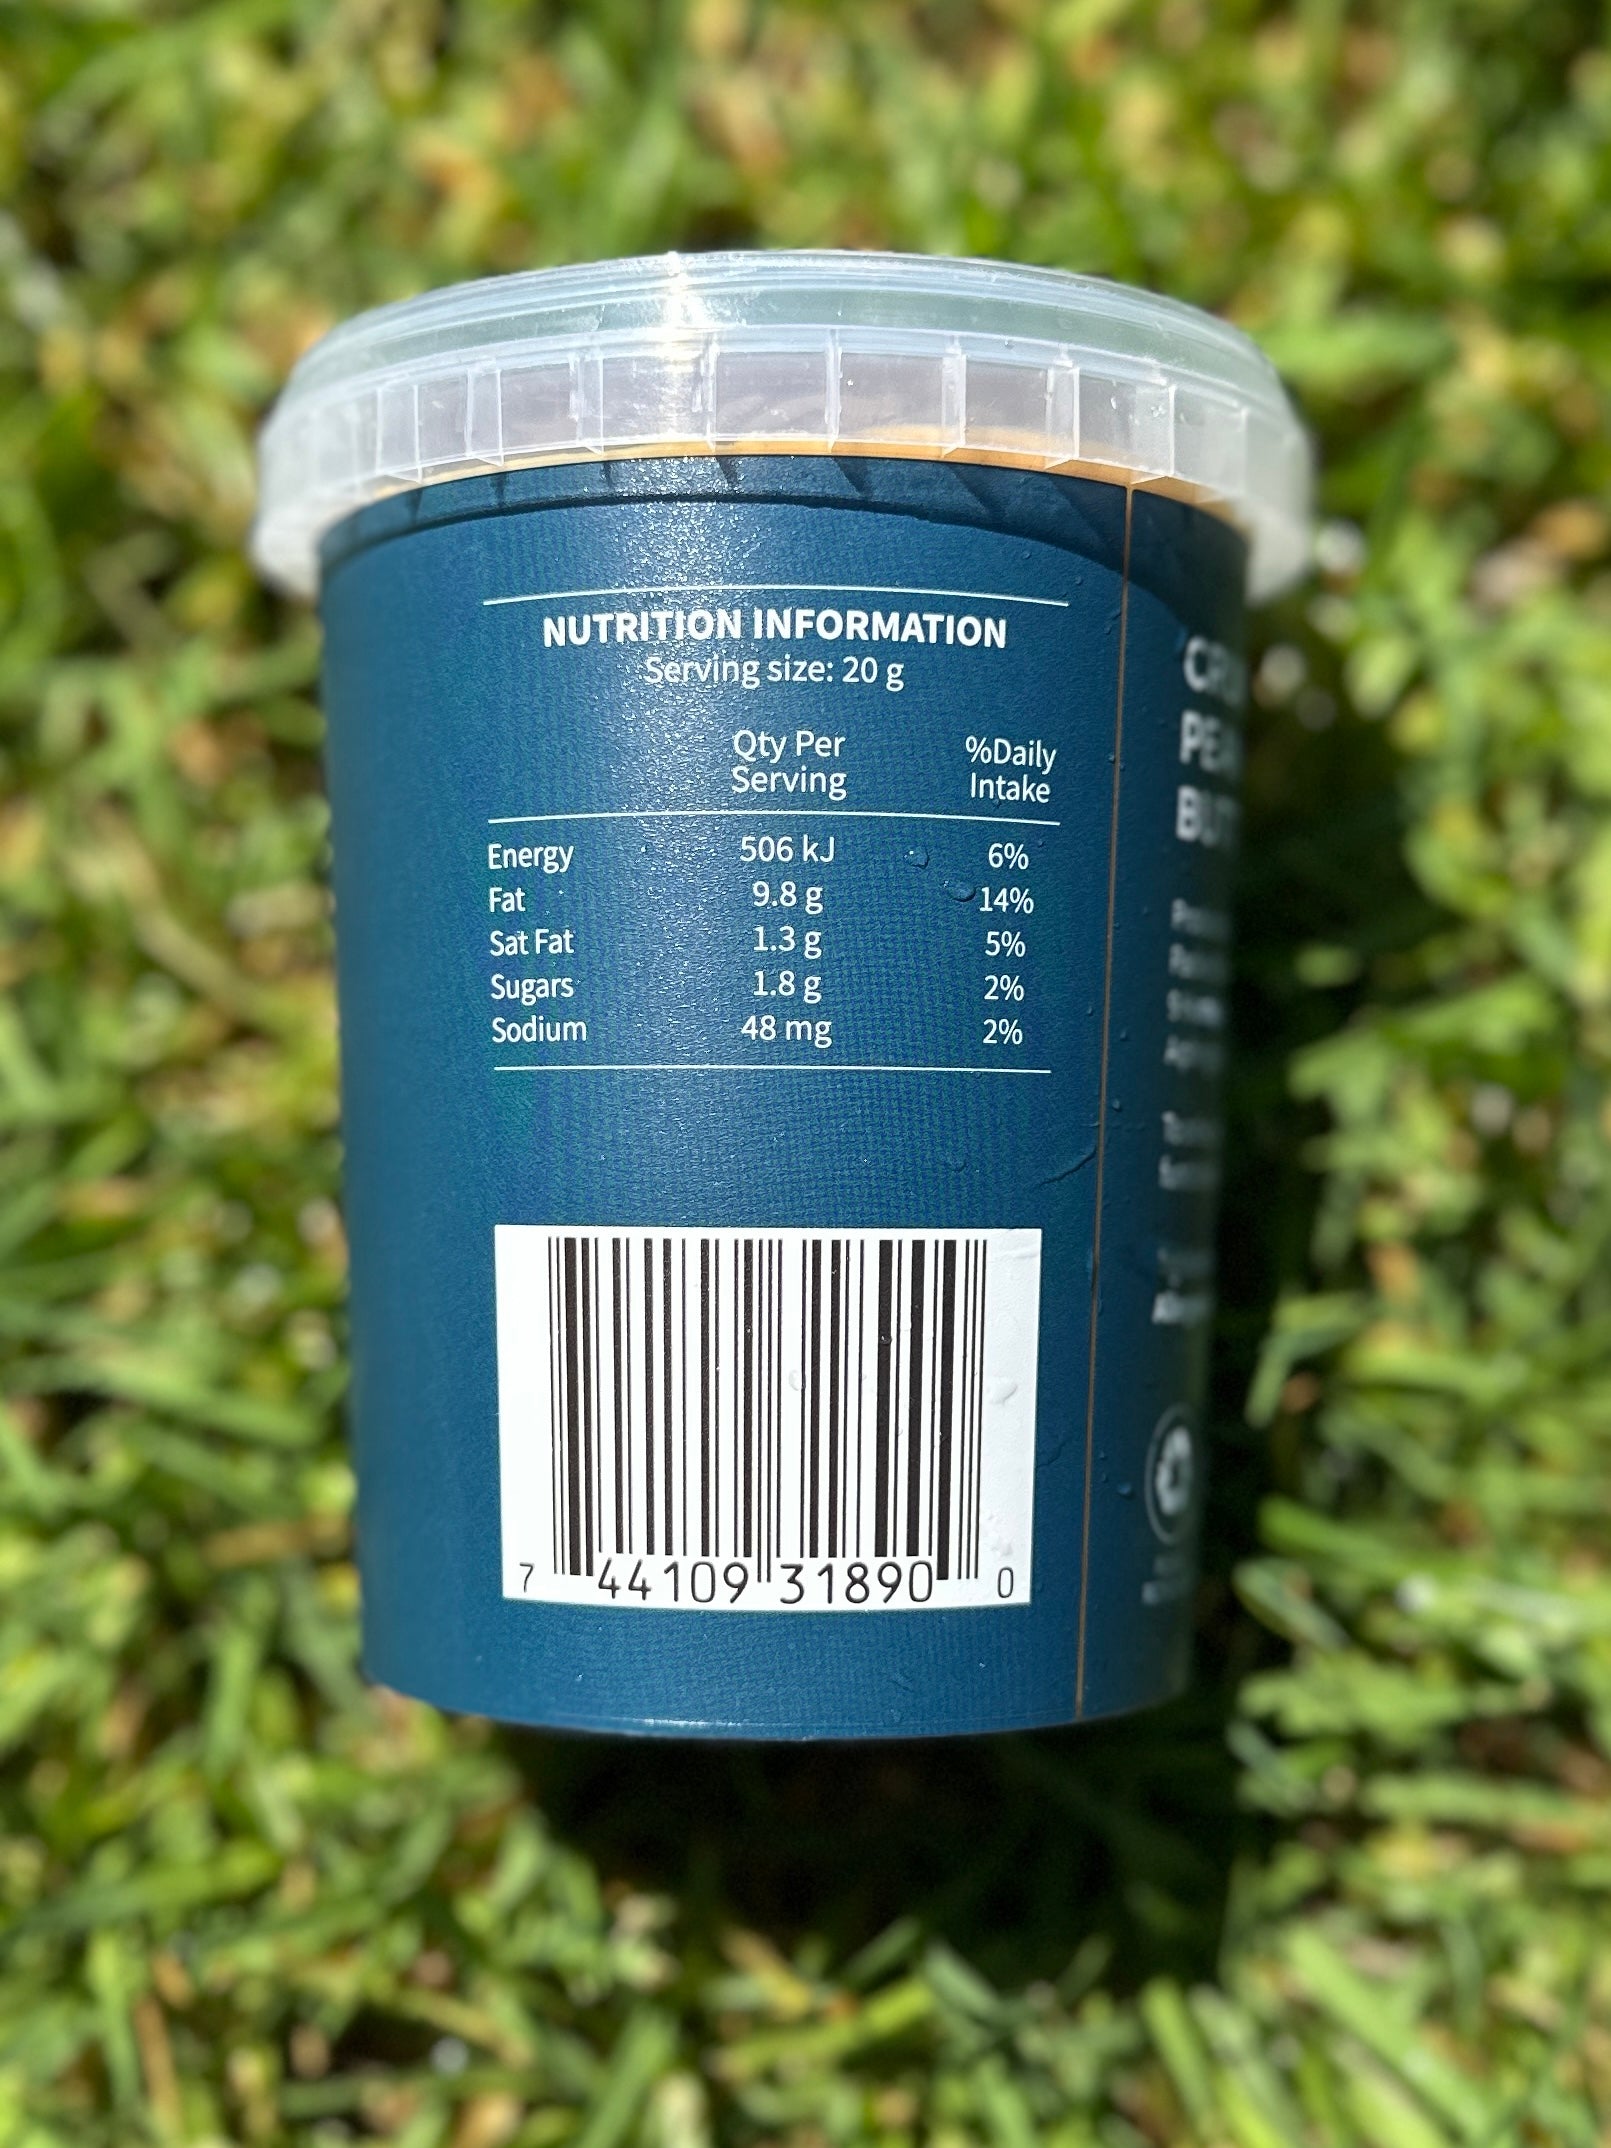 NUTRITION INFORMATION
Serving size: 20 g
Qty Per Serving %Daily Intake
Energy 506 kJ 6%
Fat 9.8 g 14%
Sat Fat 1.3 g 5%
Sugars 1.8 g 2%
Sodium 48 mg 2%
7 44109 31890 0